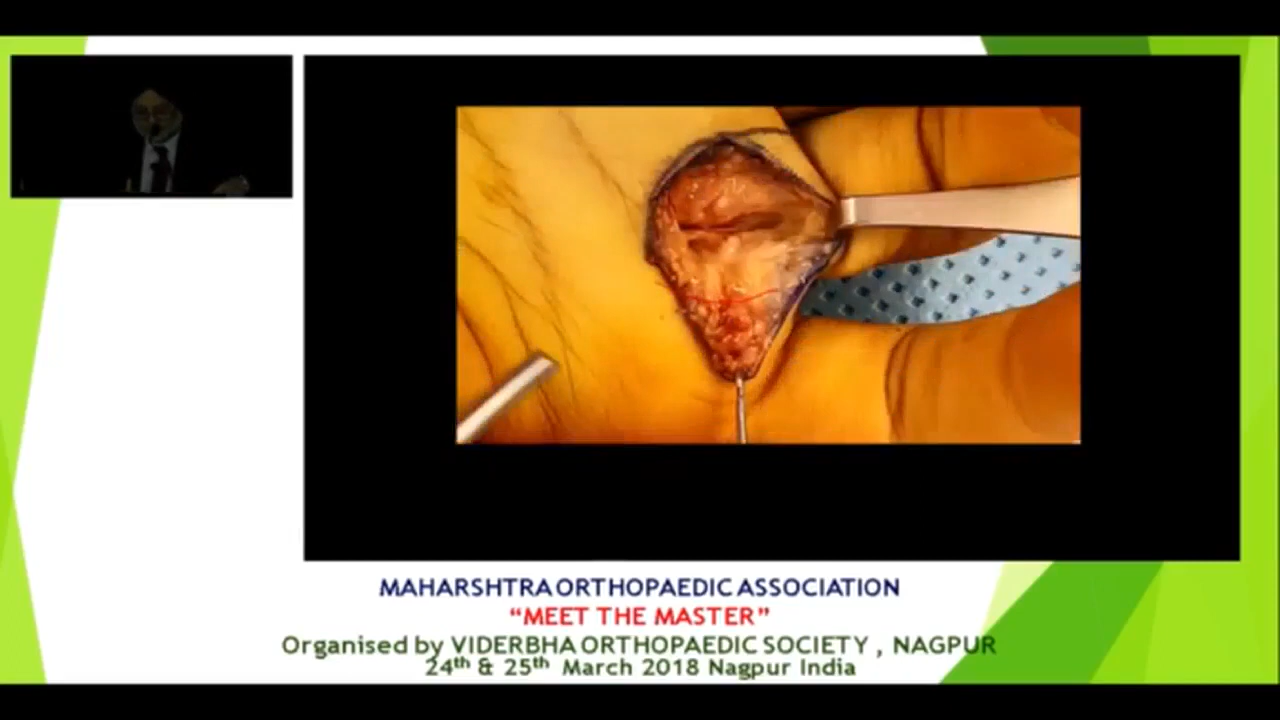 MAHARSHTRA ORTHOPAEDIC ASSOCIATION
“MEET THE MASTER”
Organised by VIDERBHA ORTHOPAEDIC SOCIETY , NAGPUR
24th & 25th March 2018 Nagpur India